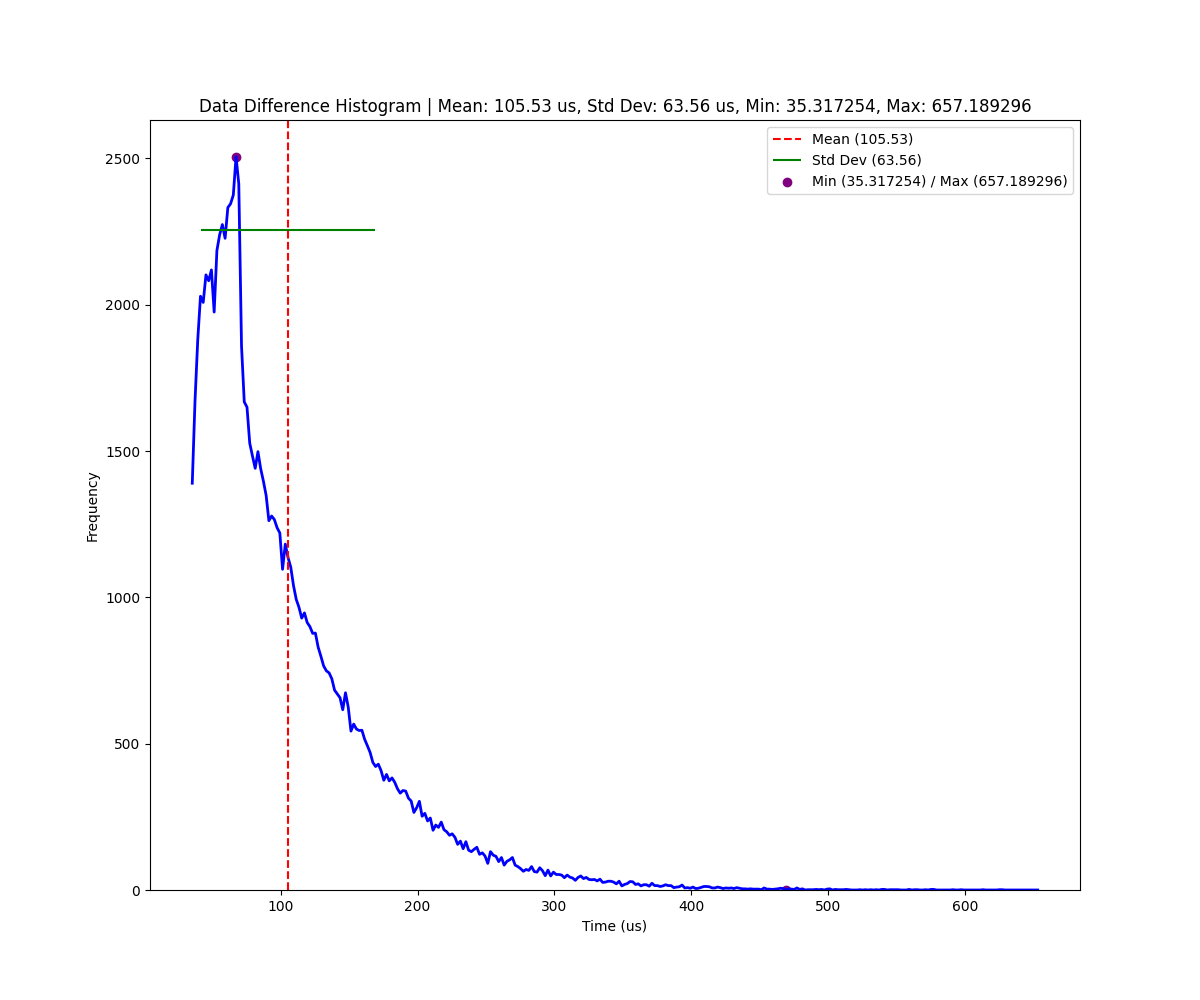 Data Difference Histogram | Mean: 105.53 us, Std Dev: 63.56 us, Min: 35.317254, Max: 657.189296
Mean (105.53)
Std Dev (63.56)
Min (35.317254) / Max (657.189296)
2500
2000
1500
1000
500
0
Frequency
100 200 300 400 500 600
Time (us)